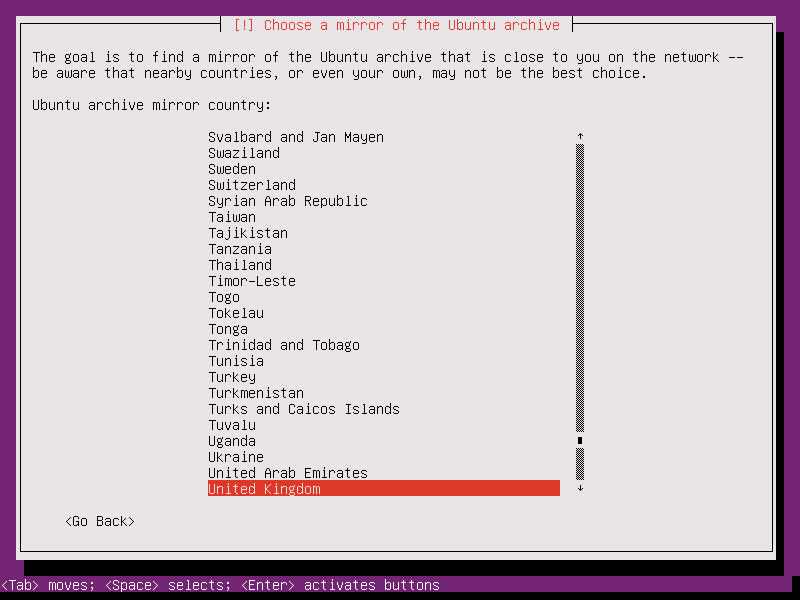 [!] Choose a mirror of the Ubuntu archive
The goal is to find a mirror of the Ubuntu archive that is close to you on the network --
be aware that nearby countries, or even your own, may not be the best choice.
Ubuntu archive mirror country:
Svalbard and Jan Mayen
Swaziland
Sweden
Switzerland
Syrian Arab Republic
Taiwan
Tajikistan
Tanzania
Thailand
Timor-Leste
Togo
Tokelau
Tonga
Trinidad and Tobago
Tunisia
Turkey
Turkmenistan
Turks and Caicos Islands
Tuvalu
Uganda
Ukraine
United Arab Emirates
United Kingdom
<Go Back>
<Tab> moves; <Space> selects; <Enter> activates buttons